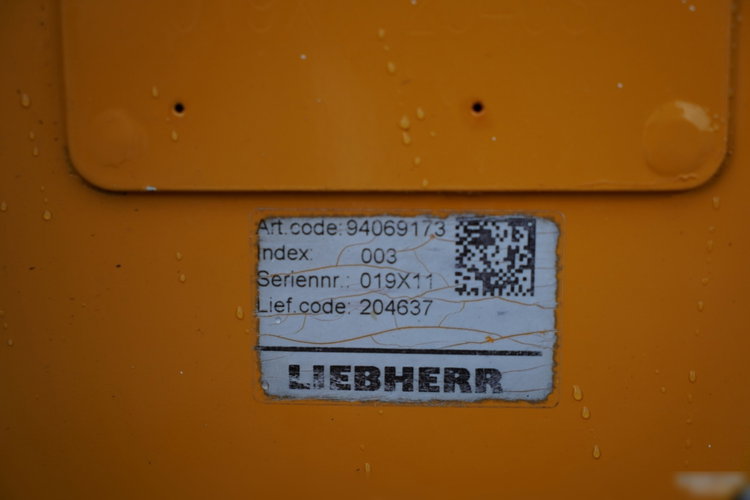 Art.code: 94069173
Index: 003
Seriennr.: 019X11
Lief.code: 204637
LIEBHERR